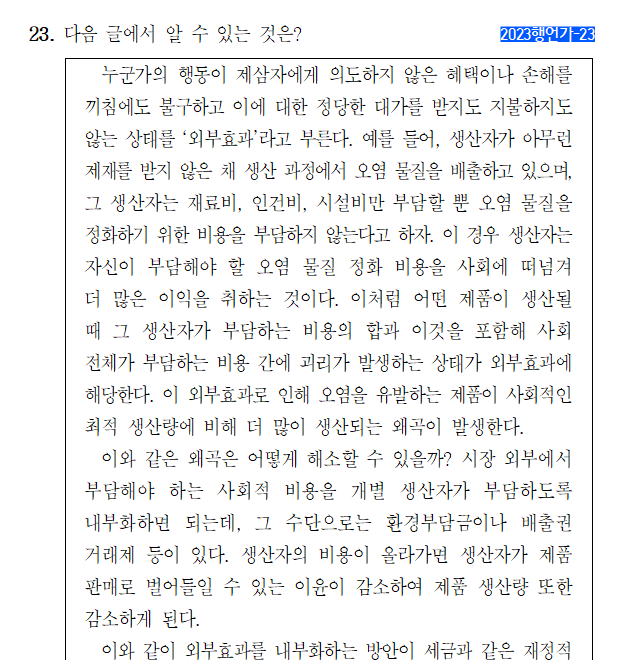 23. 다음 글에서 알 수 있는 것은? 2023행언가-23
누군가의 행동이 제삼자에게 의도하지 않은 혜택이나 손해를
끼침에도 불구하고 이에 대한 정당한 대가를 받지도 지불하지도
않는 상태를 ‘외부효과’라고 부른다. 예를 들어, 생산자가 아무런
제재를 받지 않은 채 생산 과정에서 오염 물질을 배출하고 있으며,
그 생산자는 재료비, 인건비, 시설비만 부담할 뿐 오염 물질을
정화하기 위한 비용을 부담하지 않는다고 하자. 이 경우 생산자는
자신이 부담해야 할 오염 물질 정화 비용을 사회에 떠넘겨
더 많은 이익을 취하는 것이다. 이처럼 어떤 제품이 생산될
때 그 생산자가 부담하는 비용의 합과 이것을 포함해 사회
전체가 부담하는 비용 간에 괴리가 발생하는 상태가 외부효과에
해당한다. 이 외부효과로 인해 오염을 유발하는 제품이 사회적인
최적 생산량에 비해 더 많이 생산되는 왜곡이 발생한다.
이와 같은 왜곡은 어떻게 해소할 수 있을까? 시장 외부에서
부담해야 하는 사회적 비용을 개별 생산자가 부담하도록
내부화하면 되는데, 그 수단으로는 환경부담금이나 배출권
거래제 등이 있다. 생산자의 비용이 올라가면 생산자가 제품
판매로 벌어들일 수 있는 이윤이 감소하여 제품 생산량 또한
감소하게 된다.
이와 같이 외부효과를 내부화하는 방안이 세금과 같은 재정적